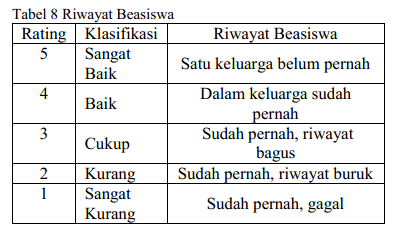 Tabel 8 Riwayat Beasiswa
Rating Klasifikasi Riwayat Beasiswa
5 Sangat Baik Satu keluarga belum pernah
4 Baik Dalam keluarga sudah pernah
3 Cukup Sudah pernah, riwayat bagus
2 Kurang Sudah pernah, riwayat buruk
1 Sangat Kurang Sudah pernah, gagal